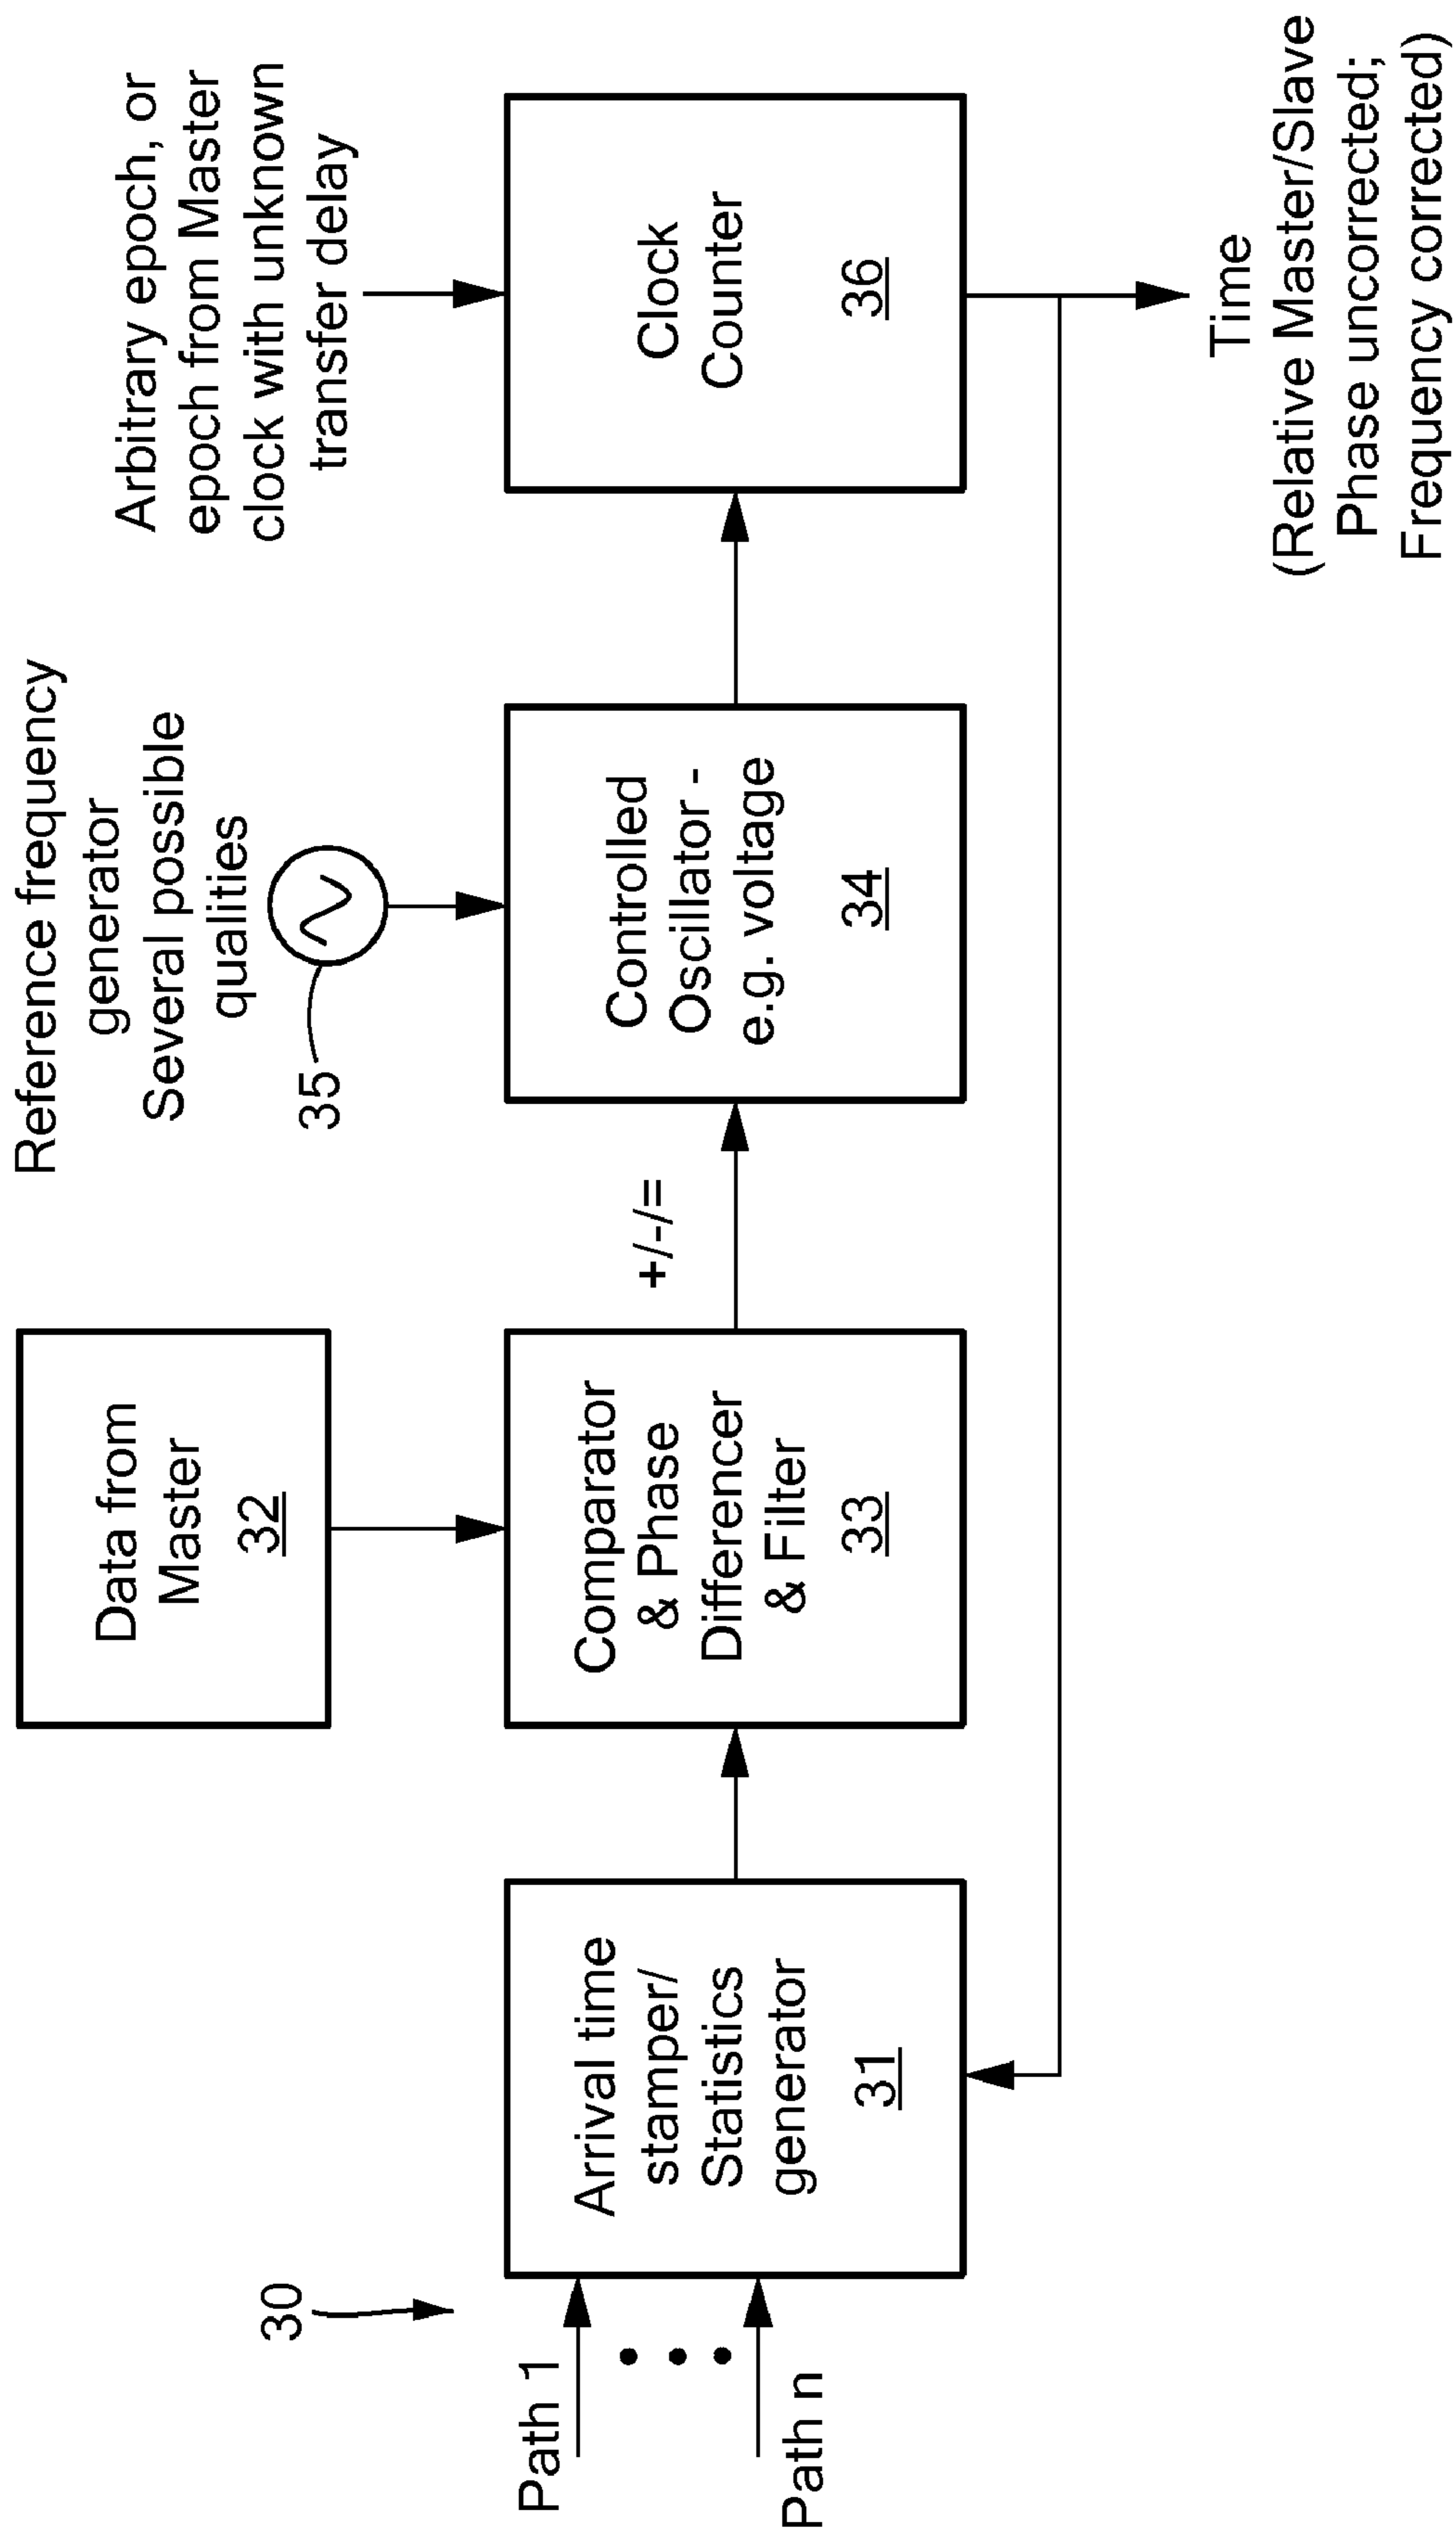 Reference frequency
generator
Several possible
qualities
35
Arbitrary epoch, or
epoch from Master
clock with unknown
transfer delay
Data from
Master
32
30
Path 1
Path n
Arrival time
stamper/
Statistics
generator
31
Comparator
& Phase
Differencer
& Filter
33
+/-/=
Controlled
Oscillator -
e.g. voltage
34
Clock
Counter
36
Time
(Relative Master/Slave
Phase uncorrected;
Frequency corrected)